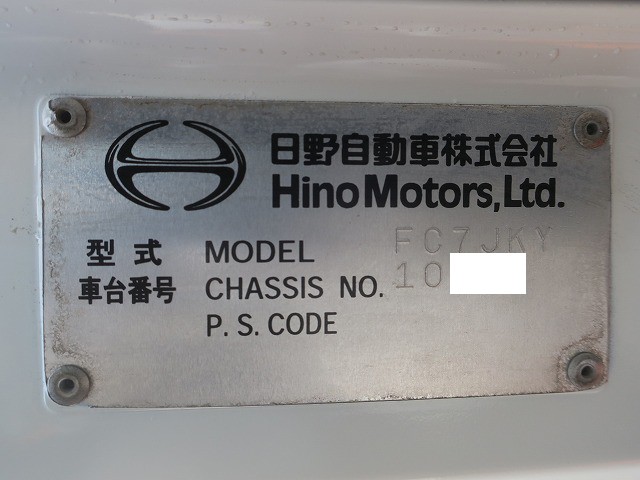 日野自動車株式会社
Hino Motors, Ltd.
型式 MODEL FC7JKY
車台番号 CHASSIS NO. 10
P. S. CODE